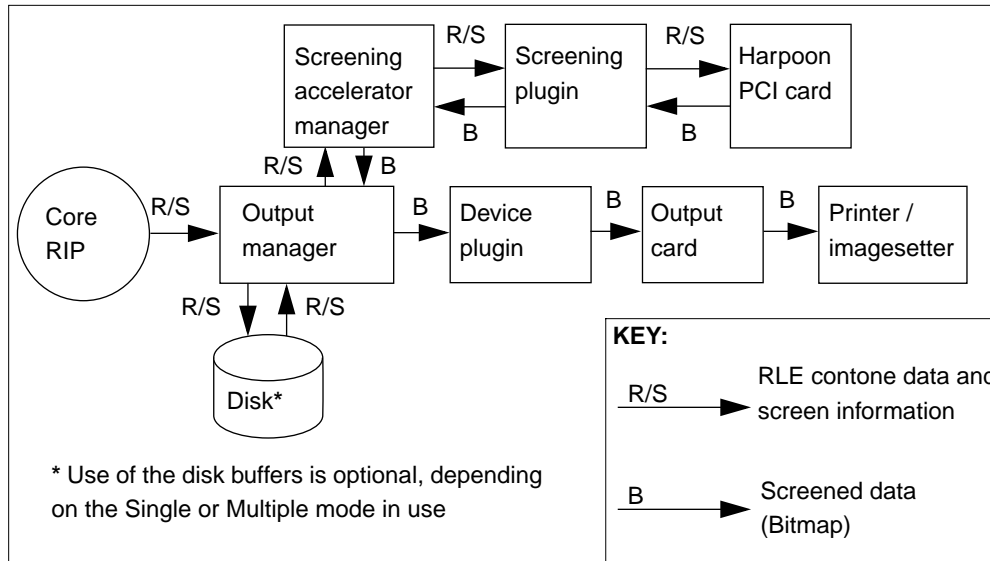 R/S
R/S
Screening
accelerator
manager
Screening
plugin
Harpoon
PCI card
B
B
R/S
B
Core
RIP
R/S
Output
manager
B
Device
plugin
B
Output
card
B
Printer /
imagesetter
R/S
R/S
Disk*
* Use of the disk buffers is optional, depending
on the Single or Multiple mode in use
KEY:
R/S
RLE contone data and
screen information
B
Screened data
(Bitmap)